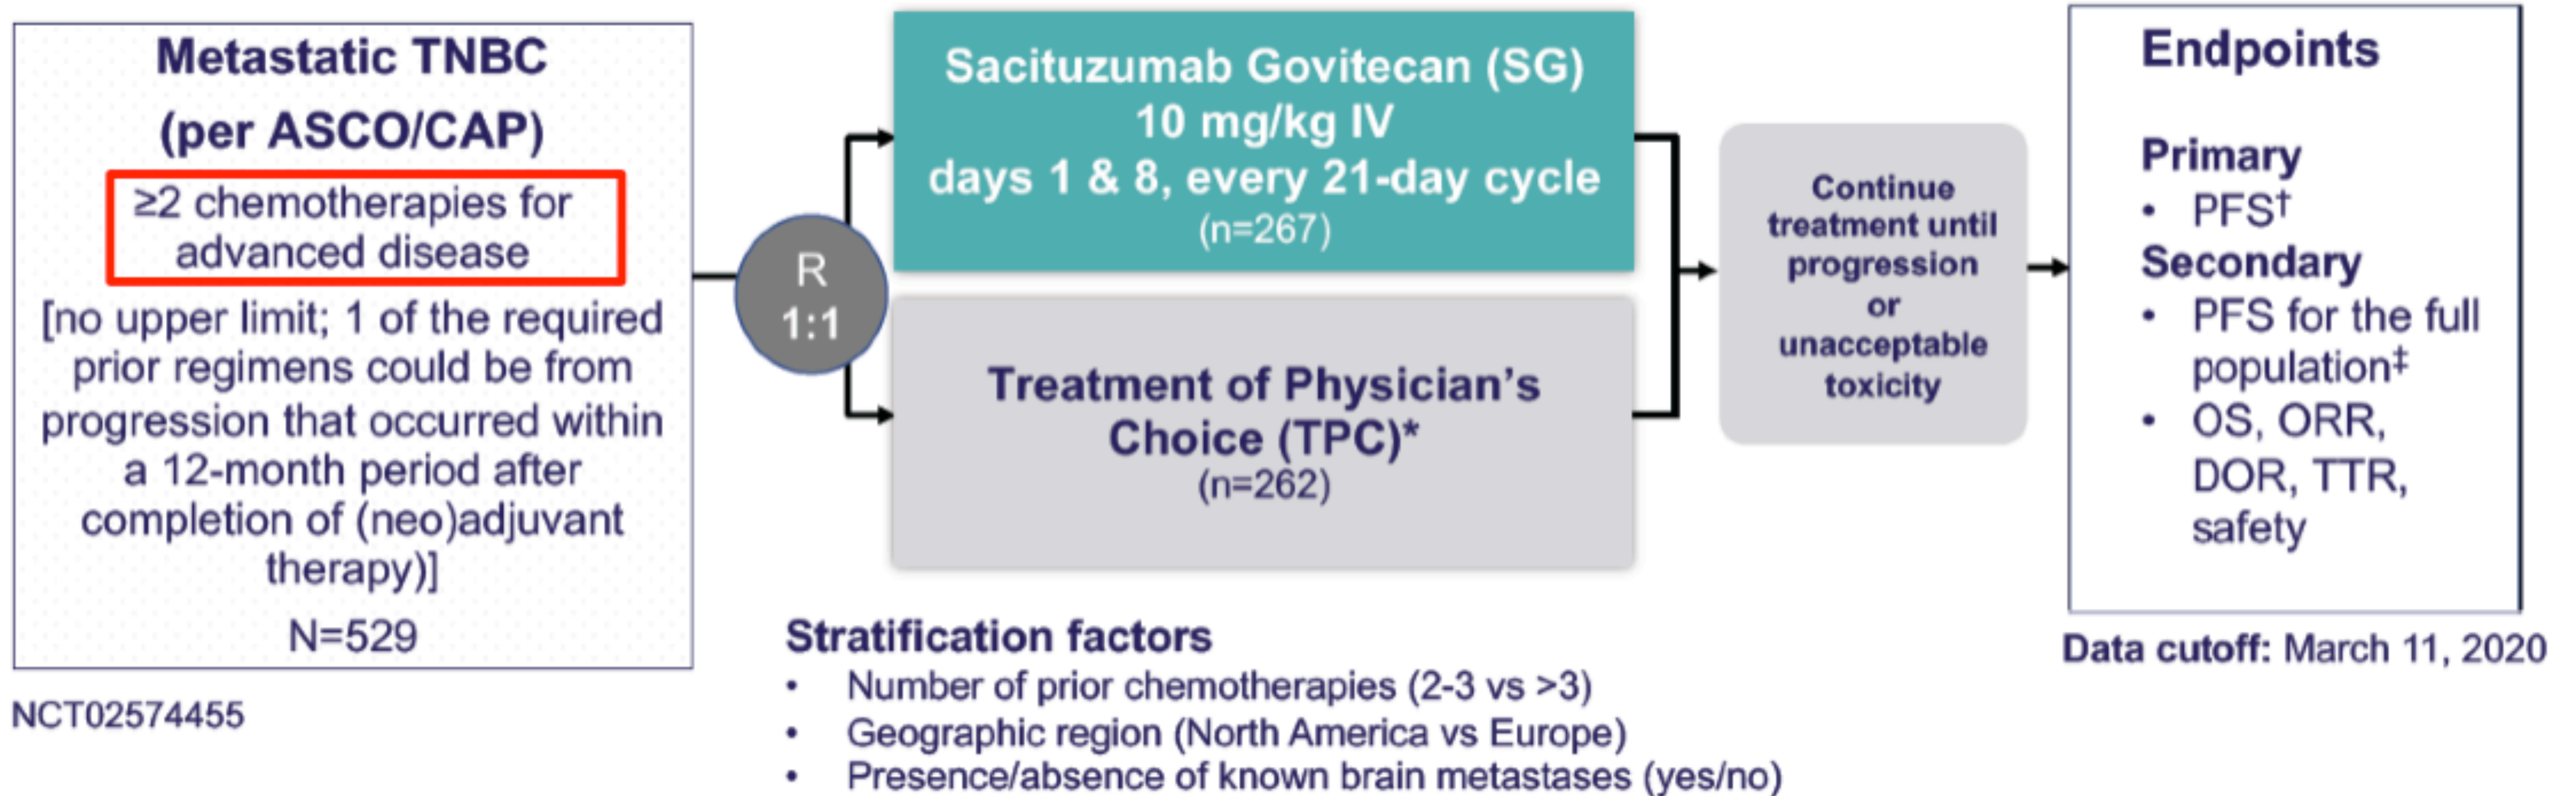 Metastatic TNBC
(per ASCO/CAP)
≥2 chemotherapies for
advanced disease
[no upper limit; 1 of the required
prior regimens could be from
progression that occurred within
a 12-month period after
completion of (neo)adjuvant
therapy)]
N=529
NCT02574455
R
1:1
Sacituzumab Govitecan (SG)
10 mg/kg IV
days 1 & 8, every 21-day cycle
(n=267)
Treatment of Physician's
Choice (TPC)*
(n=262)
Stratification factors
• Number of prior chemotherapies (2-3 vs >3)
• Geographic region (North America vs Europe)
• Presence/absence of known brain metastases (yes/no)
Continue
treatment until
progression
or
unacceptable
toxicity
Endpoints
Primary
• PFS†
Secondary
• PFS for the full
population‡
• OS, ORR,
DOR, TTR,
safety
Data cutoff: March 11, 2020